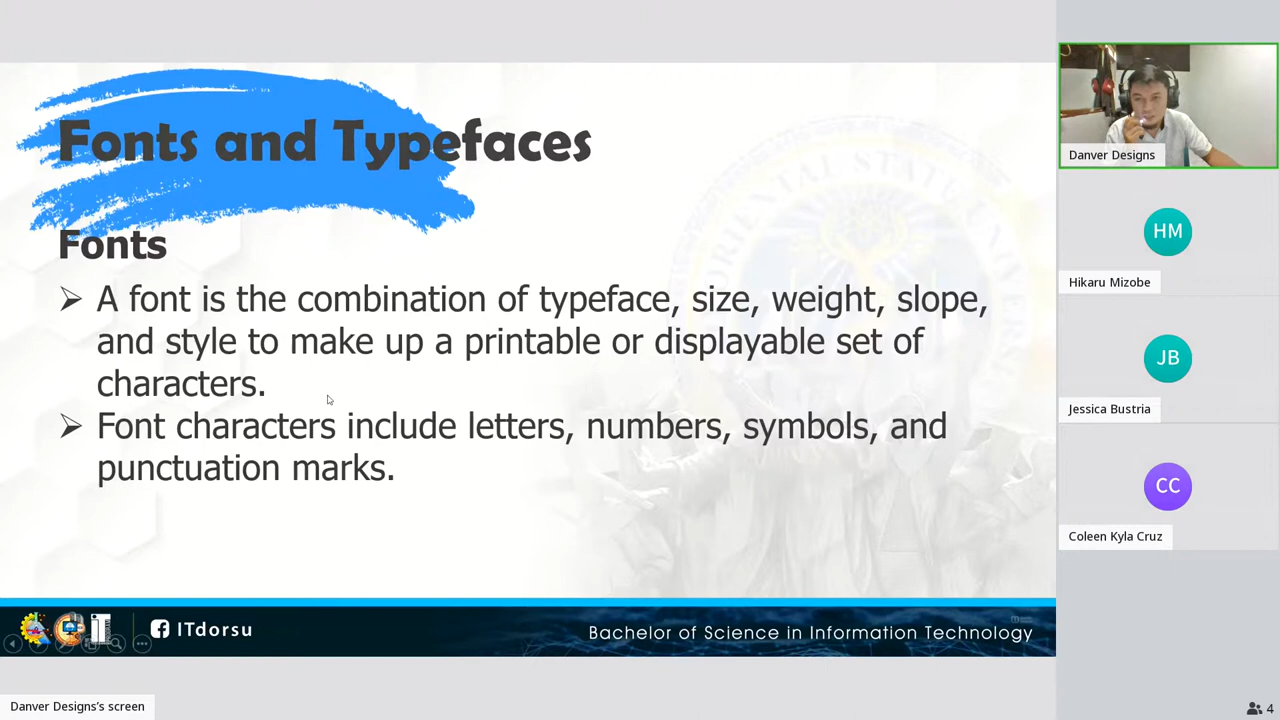 Fonts and Typefaces
Fonts
A font is the combination of typeface, size, weight, slope,
and style to make up a printable or displayable set of
characters.
Font characters include letters, numbers, symbols, and
punctuation marks.
ITdorsu
Bachelor of Science in Information Technology
Danver Designs's screen
Danver Designs
HM
Hikaru Mizobe
JB
Jessica Bustria
CC
Coleen Kyla Cruz
4